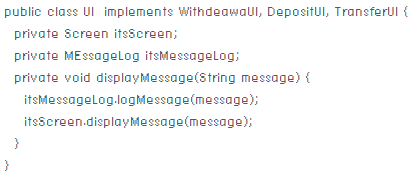 public class UI implements WithdeawaUI, DepositUI, TransferUI {
private Screen itsScreen;
private MEssageLog itsMessageLog;
private void displayMessage(String message) {
itsMessageLog.logMessage(message);
itsScreen.displayMessage(message);
}
}